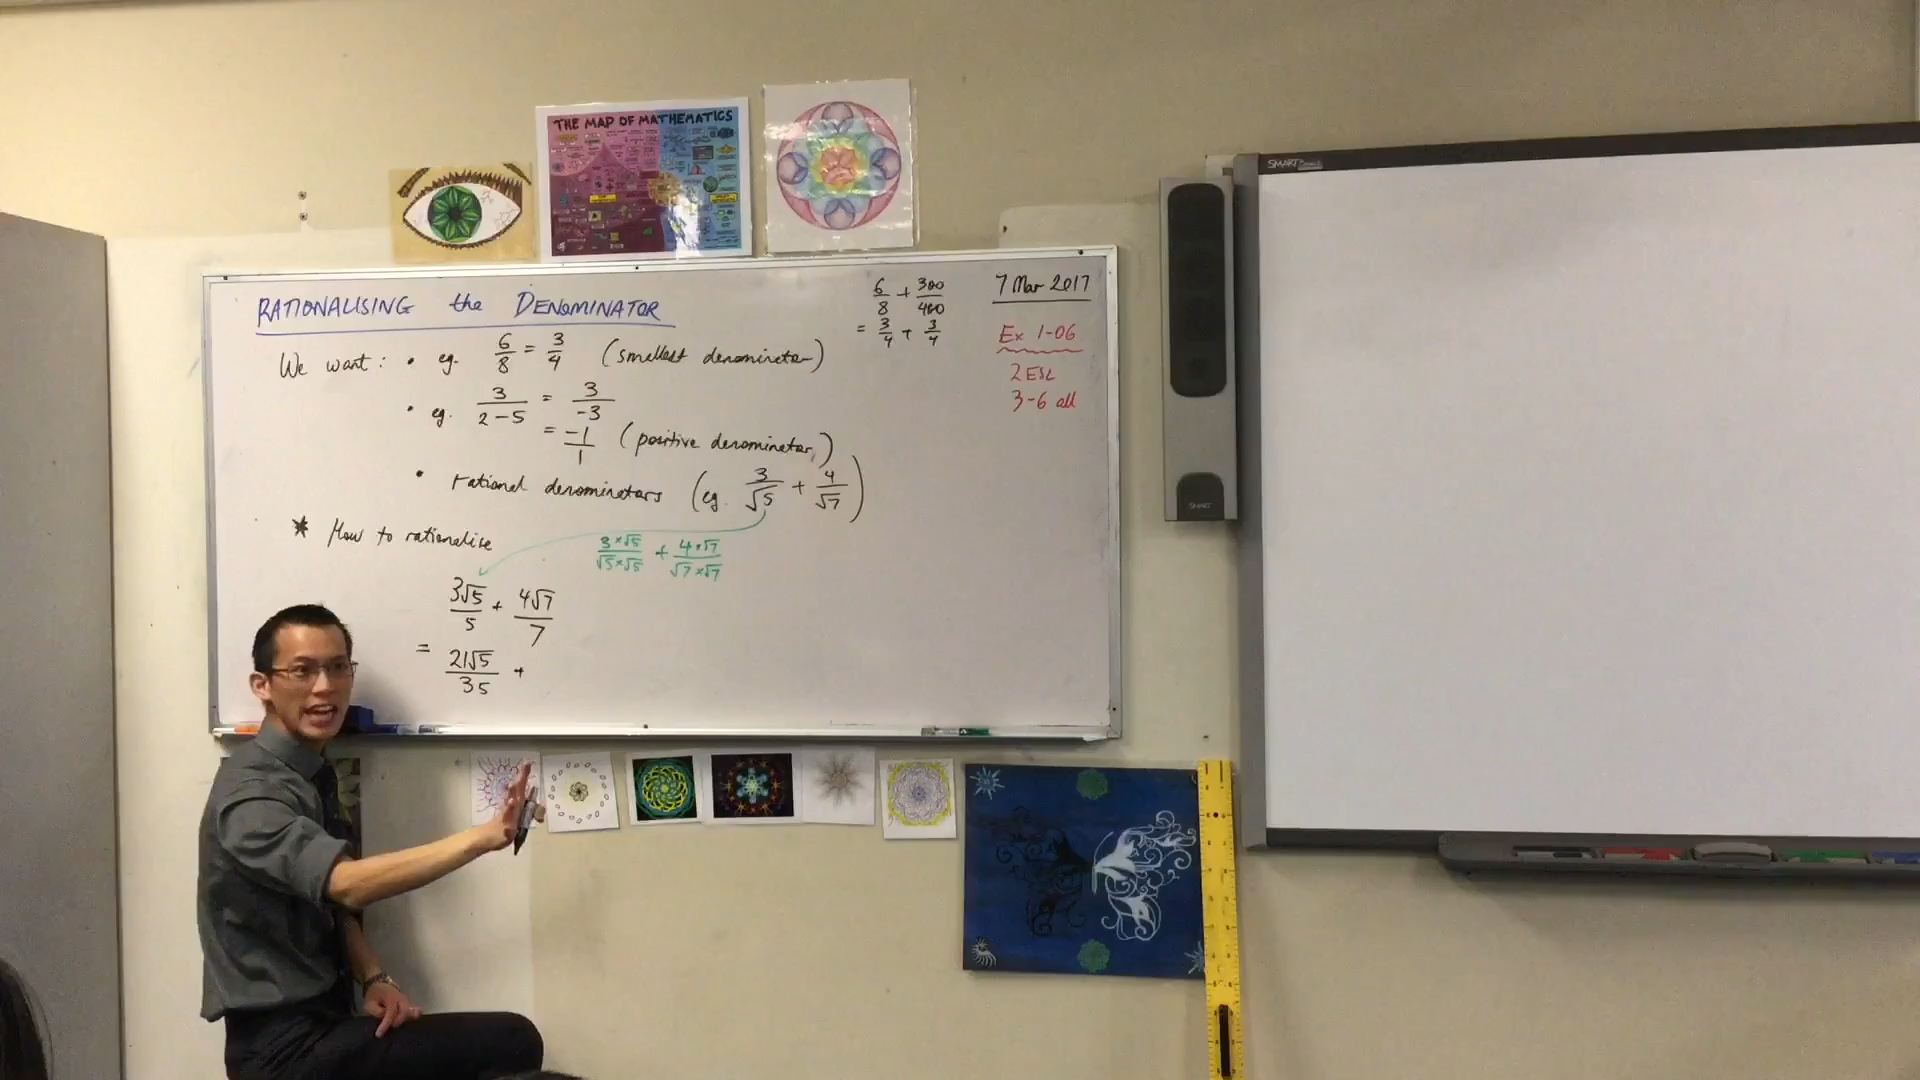 THE MAP OF MATHEMATICS
SMART
SMART
RATIONALISING the DENOMINATOR
We want: • eg. 6/8 = 3/4 (smallest denominator)
• eg. 3/(2-5) = 3/-3
= -1/1 (positive denominator)
• rational denominators (eg. 3/√5 + 4/√7)
* How to rationalise
3×√5/√5×√5 + 4×√7/√7×√7
3√5/5 + 4√7/7
= 21√5/35 +
6/8 + 300/400
= 3/4 + 3/4
7 Mar 2017
Ex 1-06
2 ESL
3-6 all